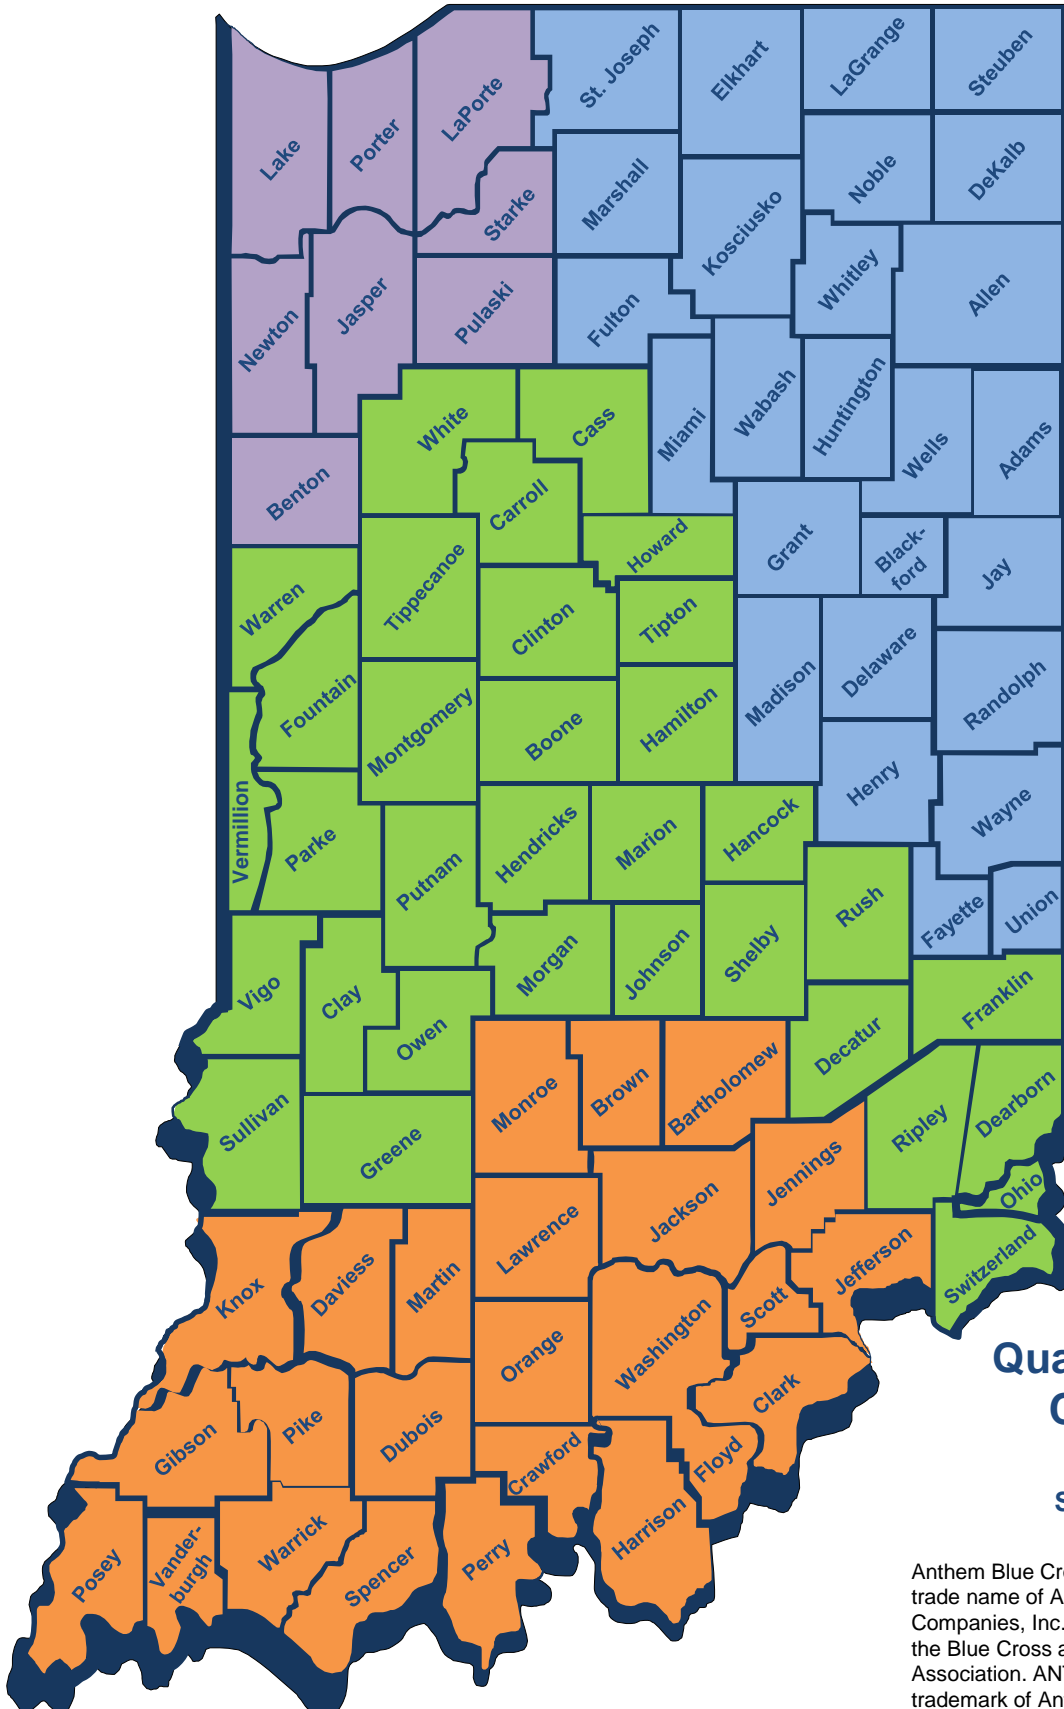 St. Joseph
Elkhart
LaGrange
Steuben
Lake
Porter
LaPorte
Noble
DeKalb
Starke
Marshall
Kosciusko
Whitley
Allen
Newton
Jasper
Pulaski
Fulton
White
Cass
Miami
Wabash
Huntington
Wells
Adams
Benton
Carroll
Howard
Grant
Black-
ford
Jay
Warren
Tippecanoe
Clinton
Tipton
Madison
Delaware
Randolph
Fountain
Montgomery
Boone
Hamilton
Henry
Wayne
Vermillion
Parke
Putnam
Hendricks
Marion
Hancock
Rush
Fayette
Union
Vigo
Clay
Owen
Morgan
Johnson
Shelby
Decatur
Franklin
Sullivan
Greene
Monroe
Brown
Bartholomew
Jennings
Ripley
Dearborn
Ohio
Switzerland
Knox
Daviess
Martin
Lawrence
Jackson
Scott
Jefferson
Orange
Washington
Clark
Gibson
Pike
Dubois
Crawford
Floyd
Harrison
Posey
Vander-
burgh
Warrick
Spencer
Perry
Qua
C
s
Anthem Blue Cr
trade name of A
Companies, Inc.
the Blue Cross a
Association. AN
trademark of An